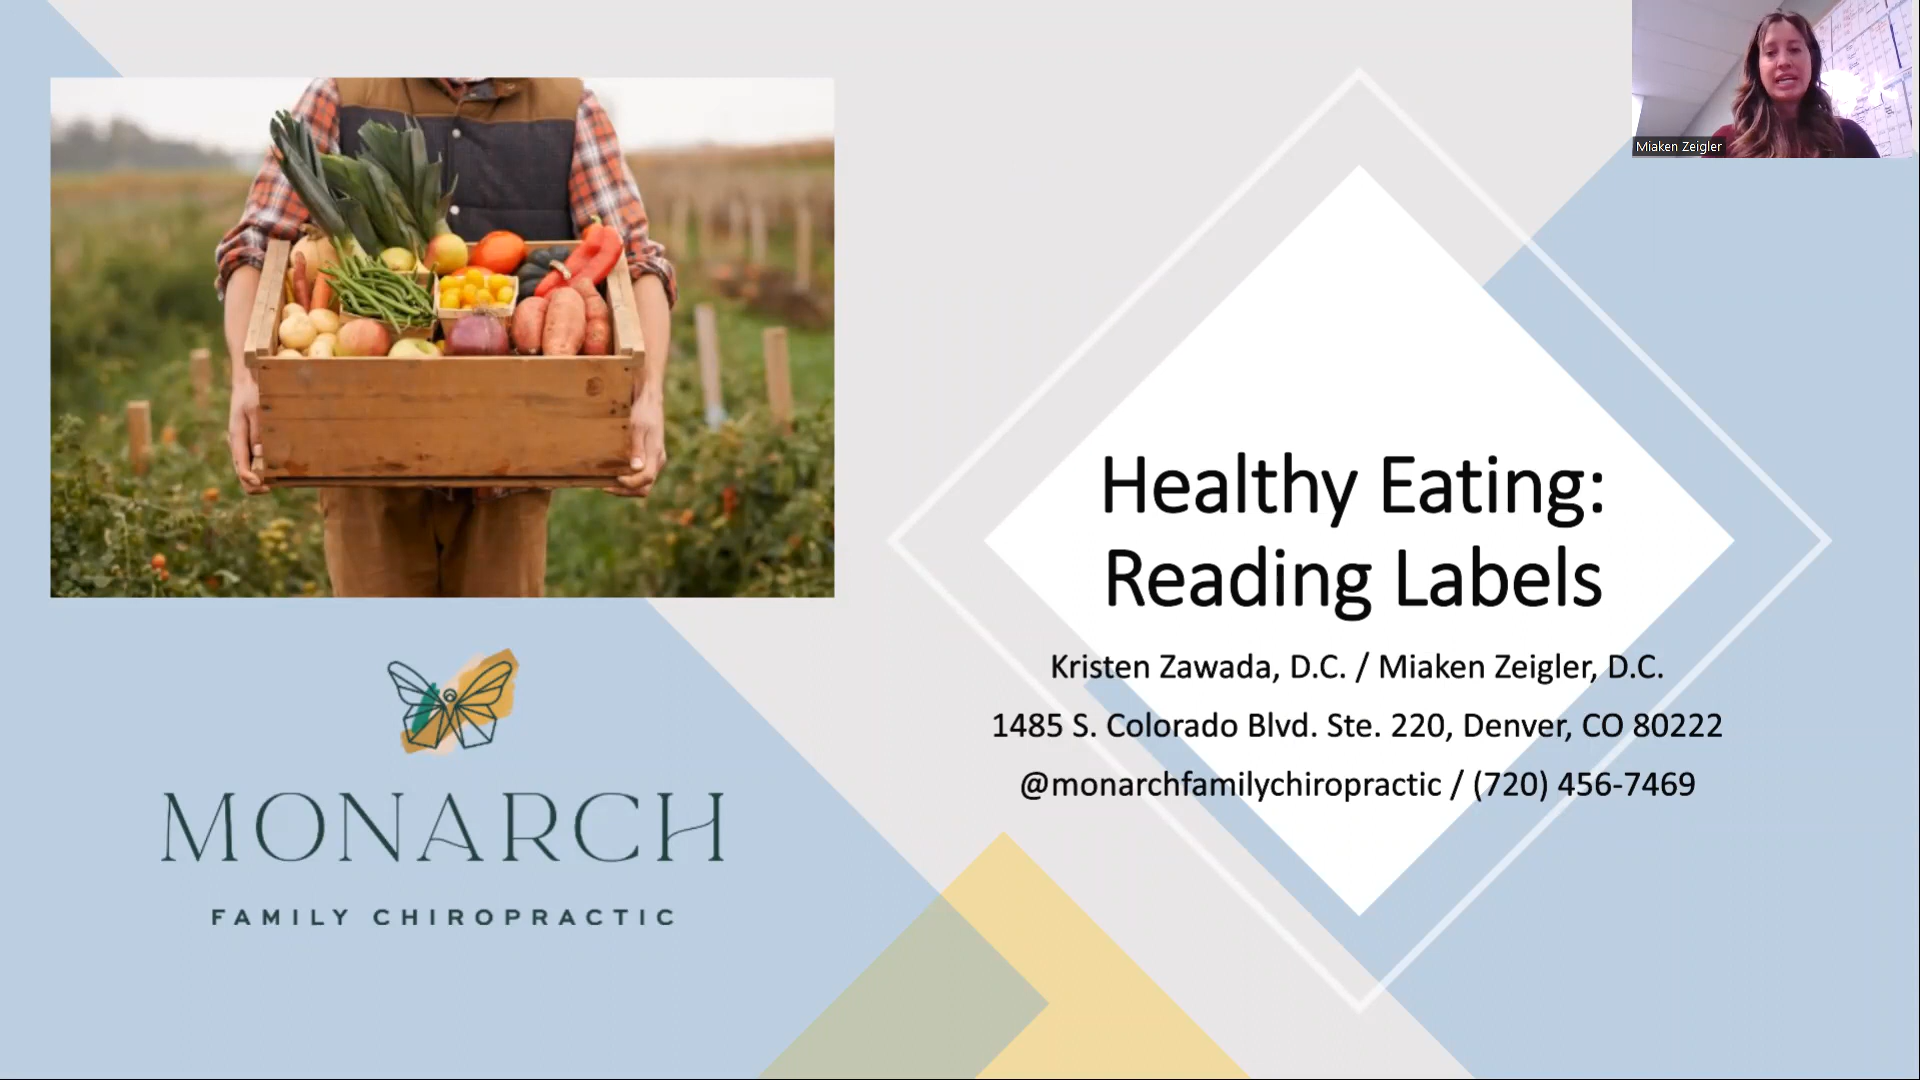 Miaken Zeigler
Healthy Eating:
Reading Labels
Kristen Zawada, D.C. / Miaken Zeigler, D.C.
1485 S. Colorado Blvd. Ste. 220, Denver, CO 80222
@monarchfamilychiropractic / (720) 456-7469
MONARCH
FAMILY CHIROPRACTIC